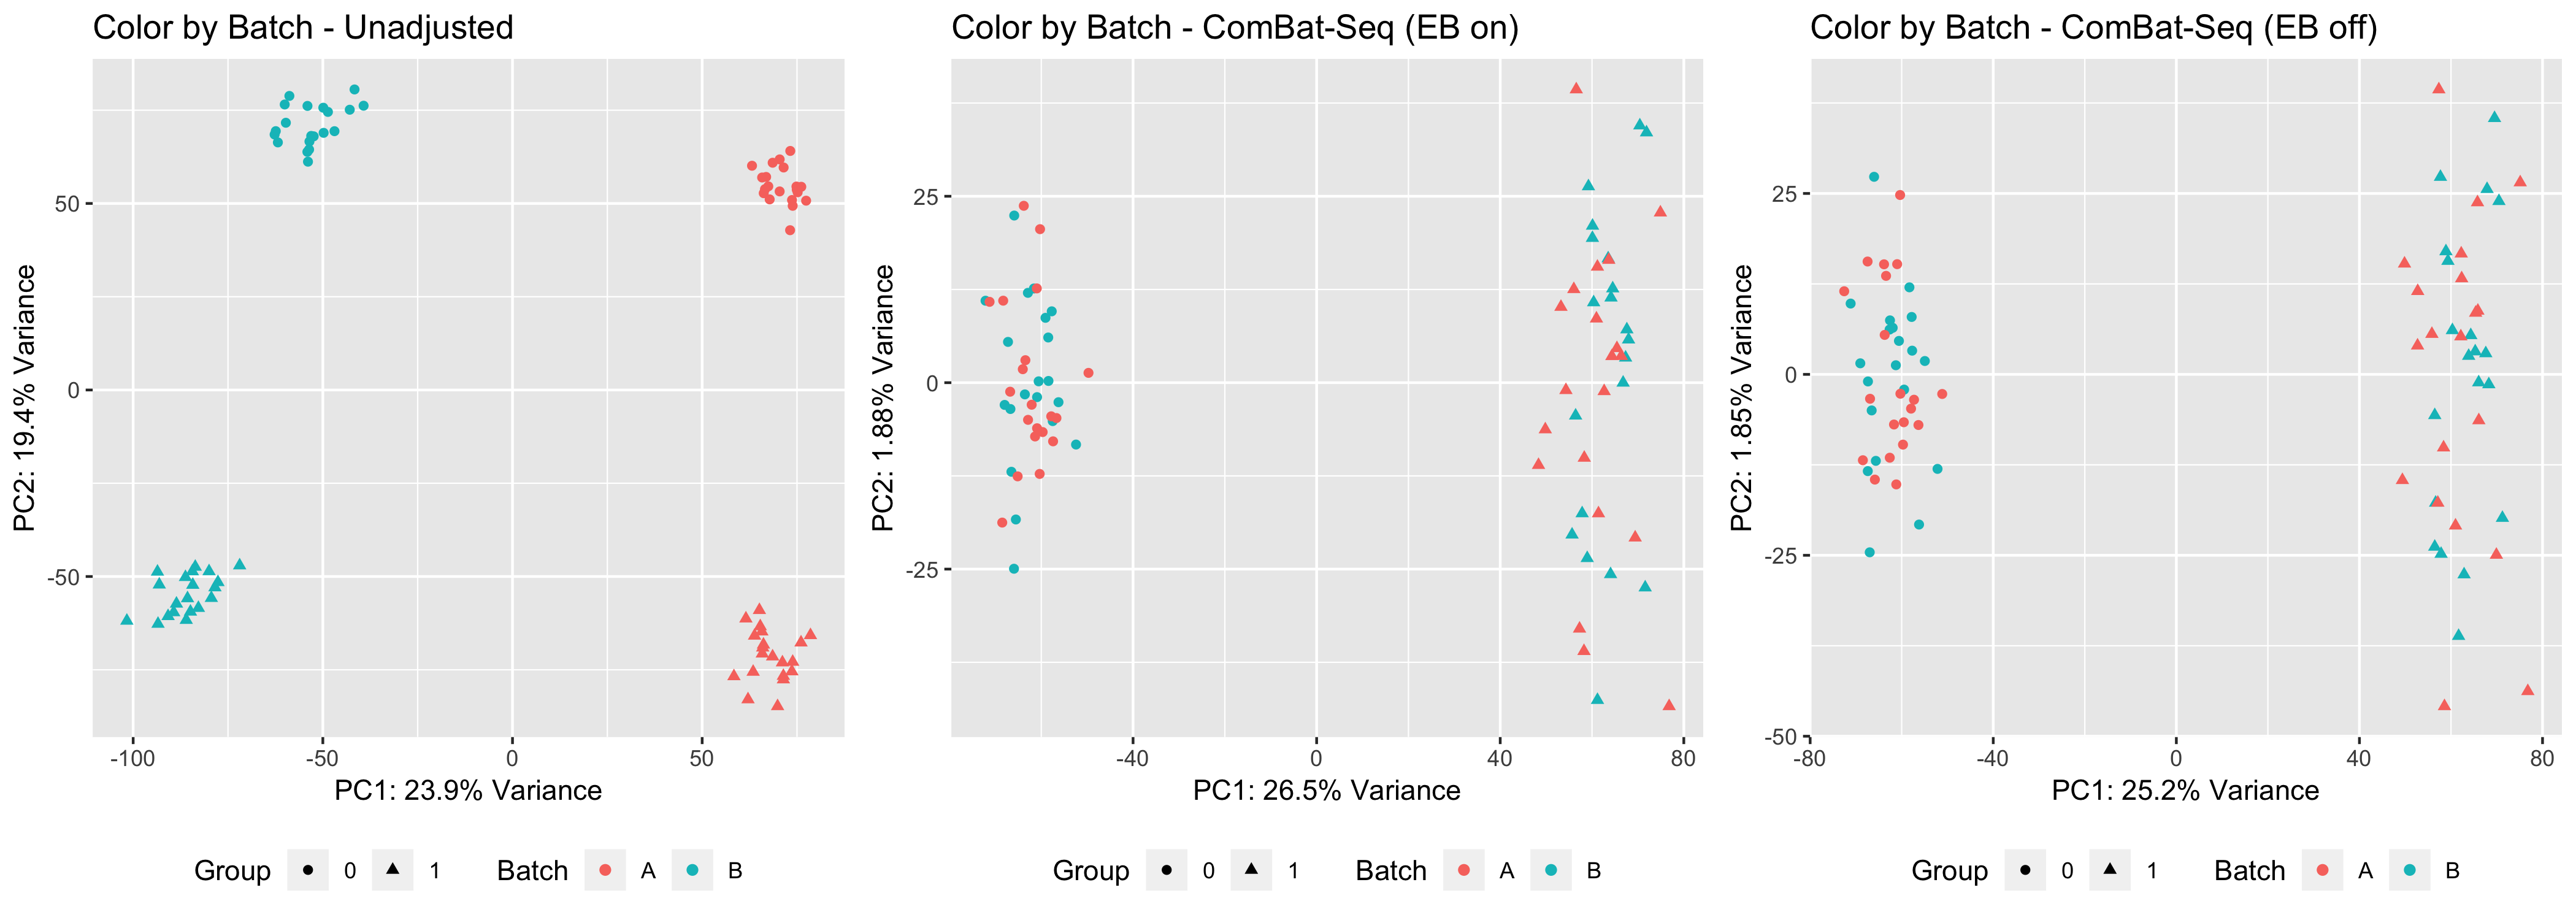 Color by Batch - Unadjusted
PC2: 19.4% Variance
50
0
-50
-100
-50
0
50
PC1: 23.9% Variance
Group 0 1 Batch A B
Color by Batch - ComBat-Seq (EB on)
PC2: 1.88% Variance
25
0
-25
-40
0
40
80
PC1: 26.5% Variance
Group 0 1 Batch A B
Color by Batch - ComBat-Seq (EB off)
PC2: 1.85% Variance
25
0
-25
-50
-80
-40
0
40
80
PC1: 25.2% Variance
Group 0 1 Batch A B